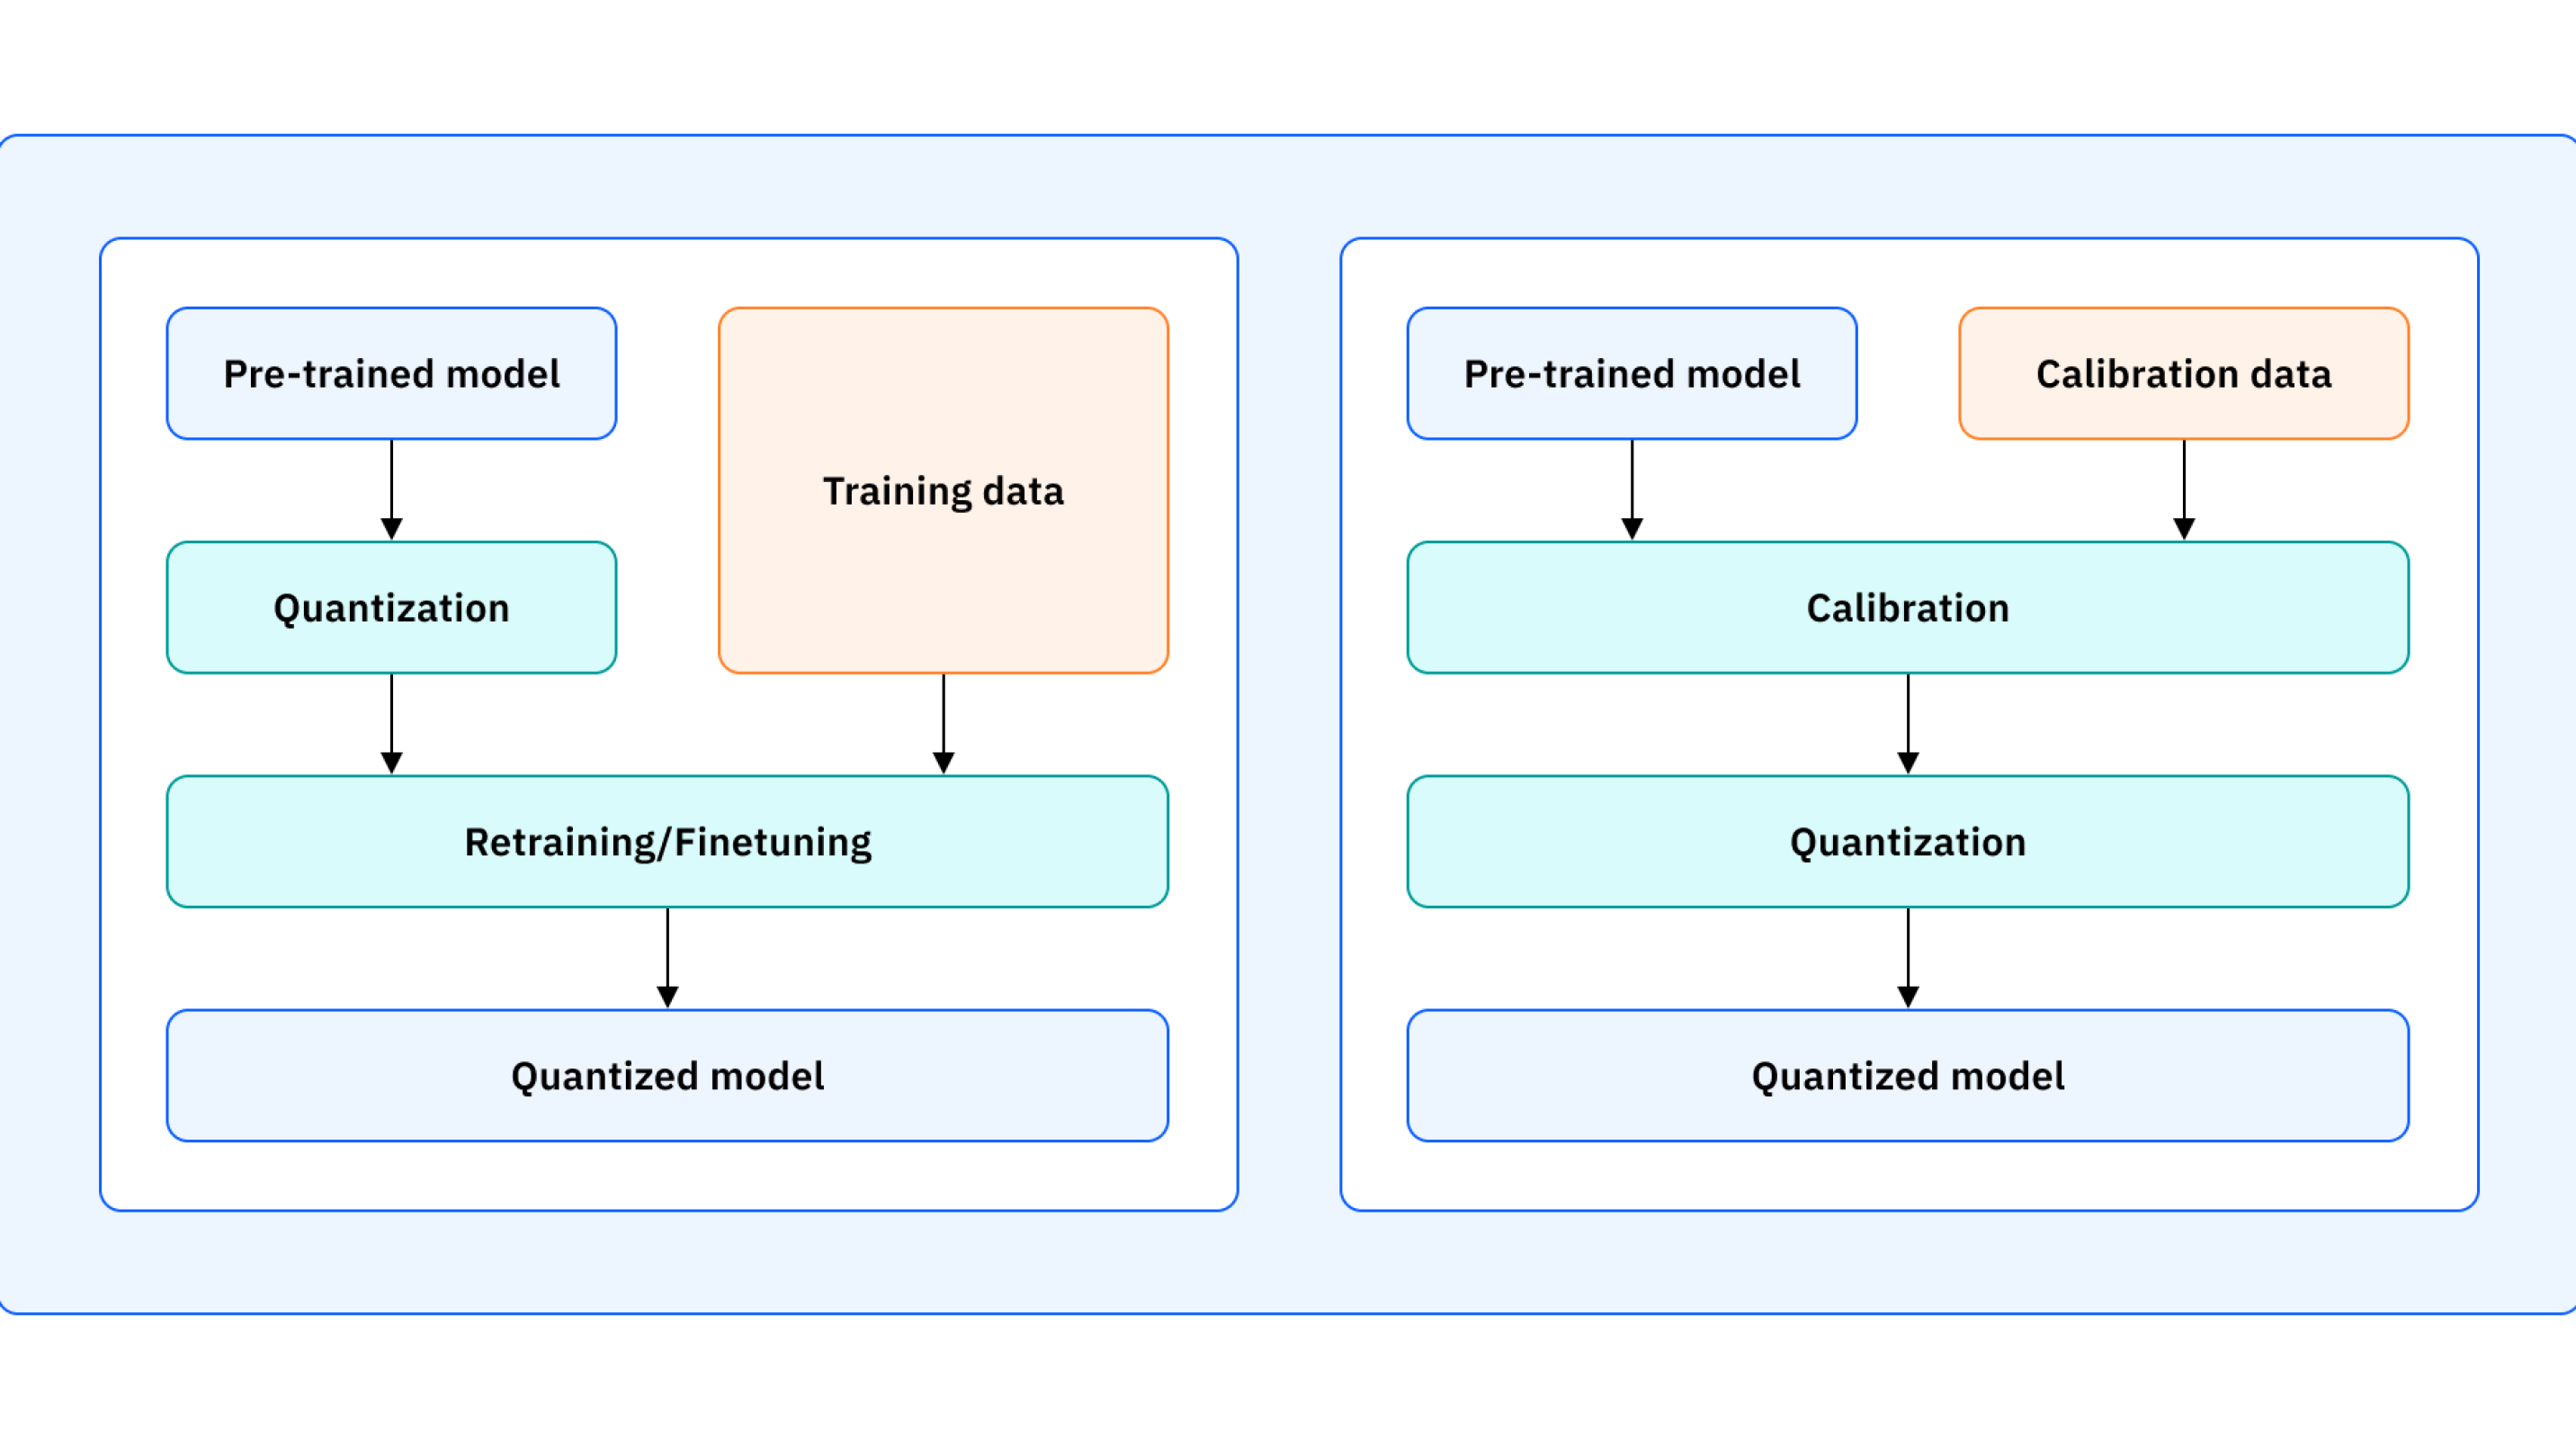 Pre-trained model
Training data
Quantization
Retraining/Finetuning
Quantized model
Pre-trained model
Calibration data
Calibration
Quantization
Quantized model